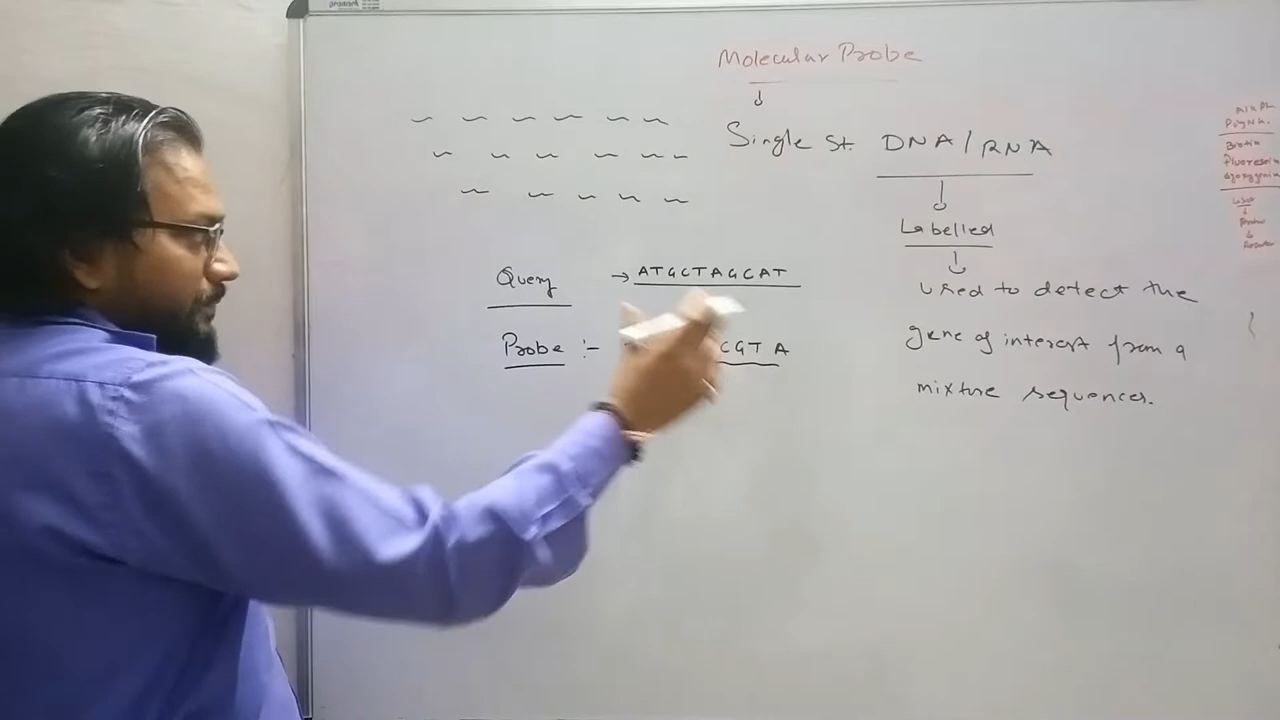 Molecular Probe
Single St. DNA/RNA
Labelled
used to detect the
gene of interest from a
mixture sequences.
Query → ATGCTAGCAT
Probe :- CGTA
Biotin